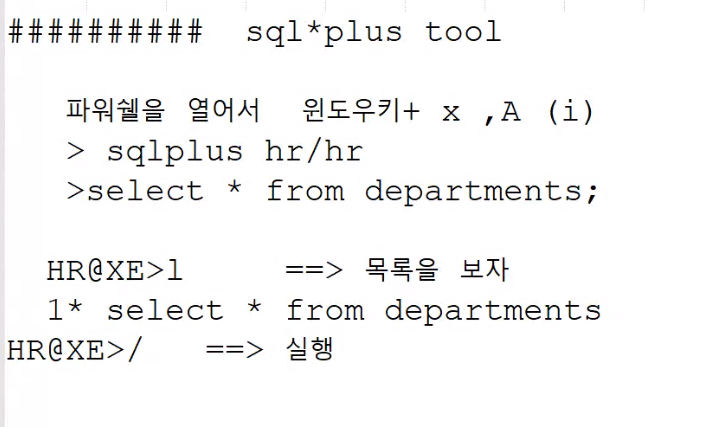 ########## sql*plus tool
파워쉘을 열어서 윈도우키+ x ,A (i)
> sqlplus hr/hr
>select * from departments;
HR@XE>l ==> 목록을 보자
1* select * from departments
HR@XE>/ ==> 실행